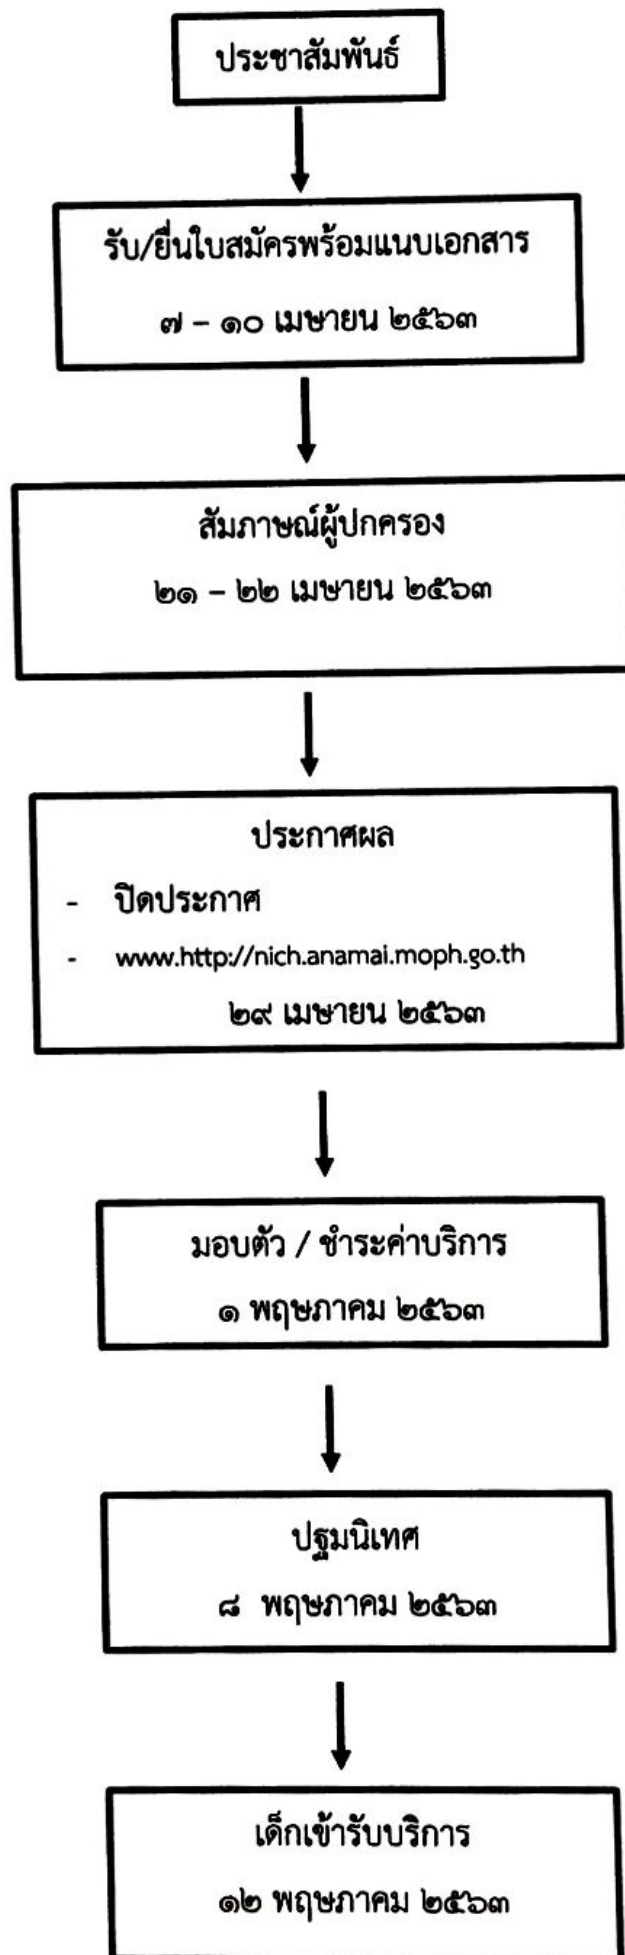 ประชาสัมพันธ์
รับ/ยื่นใบสมัครพร้อมแนบเอกสาร
๗ – ๑๐ เมษายน ๒๕๖๓
สัมภาษณ์ผู้ปกครอง
๒๑ – ๒๒ เมษายน ๒๕๖๓
ประกาศผล
- ปิดประกาศ
- www.http://nich.anamai.moph.go.th
๒๙ เมษายน ๒๕๖๓
มอบตัว / ชำระค่าบริการ
๑ พฤษภาคม ๒๕๖๓
ปฐมนิเทศ
๘ พฤษภาคม ๒๕๖๓
เด็กเข้ารับบริการ
๑๒ พฤษภาคม ๒๕๖๓